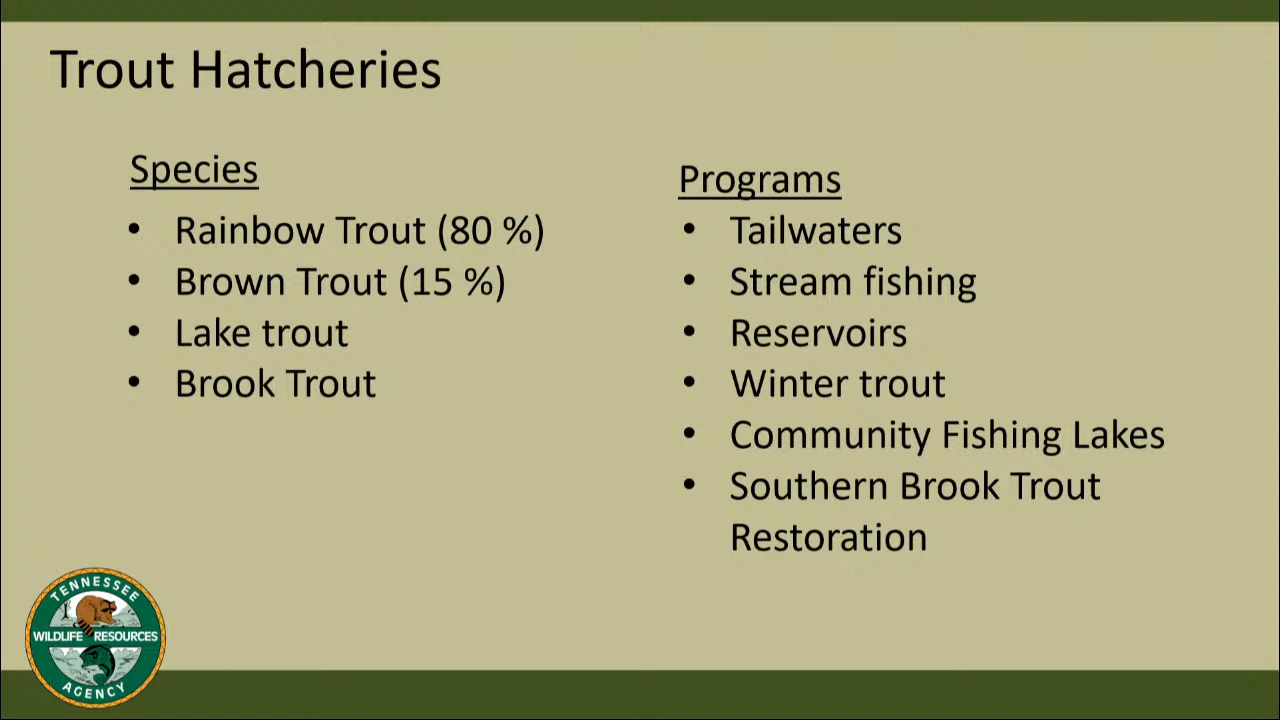 Trout Hatcheries
Species
• Rainbow Trout (80 %)
• Brown Trout (15 %)
• Lake trout
• Brook Trout
Programs
• Tailwaters
• Stream fishing
• Reservoirs
• Winter trout
• Community Fishing Lakes
• Southern Brook Trout
Restoration
TENNESSEE
WILDLIFE RESOURCES
AGENCY